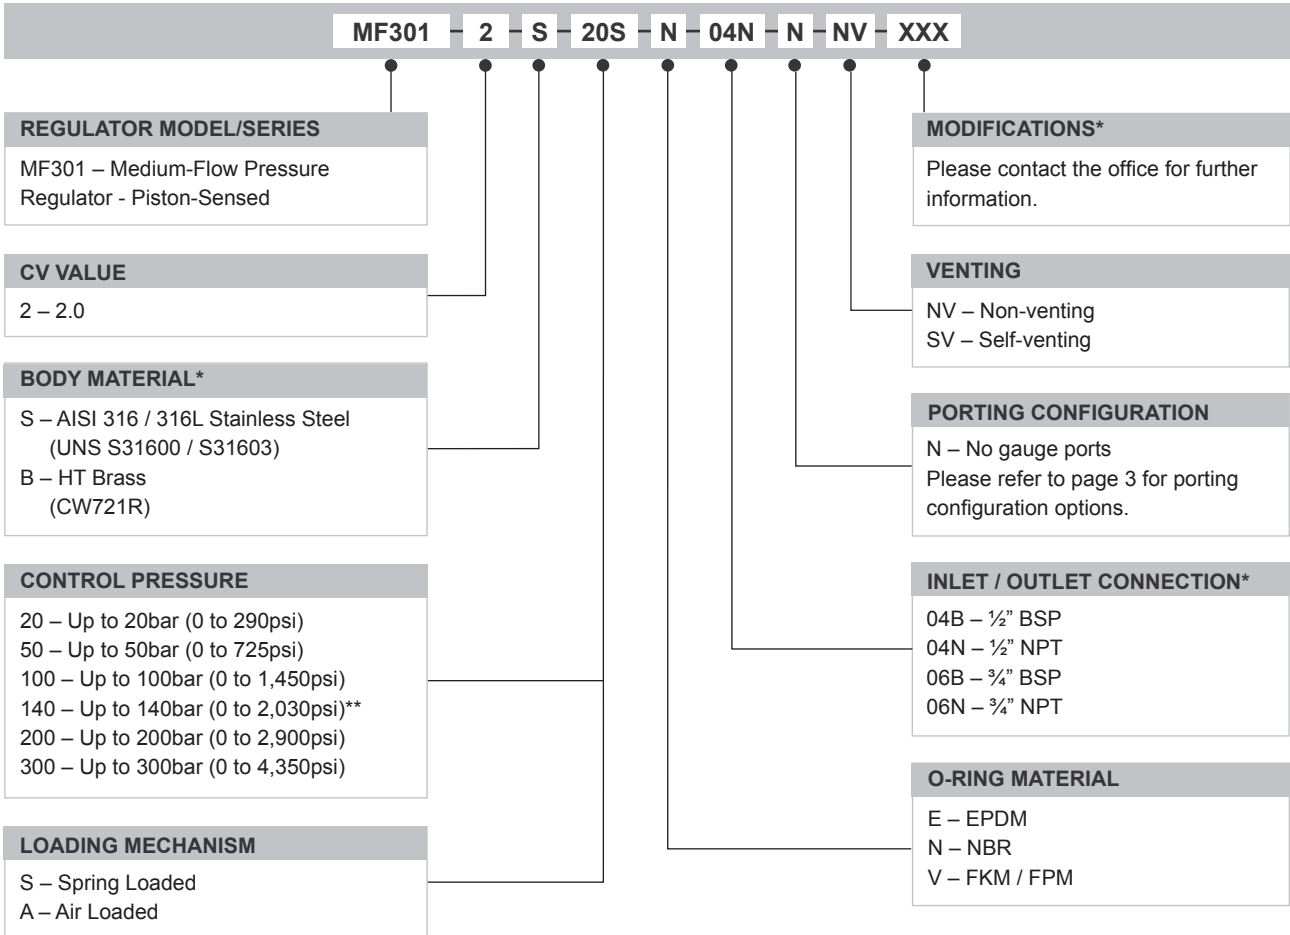 MF301 2 S 20S N 04N N NV XXX
REGULATOR MODEL/SERIES
MF301 – Medium-Flow Pressure
Regulator - Piston-Sensed
CV VALUE
2 – 2.0
BODY MATERIAL*
S – AISI 316 / 316L Stainless Steel
(UNS S31600 / S31603)
B – HT Brass
(CW721R)
CONTROL PRESSURE
20 – Up to 20bar (0 to 290psi)
50 – Up to 50bar (0 to 725psi)
100 – Up to 100bar (0 to 1,450psi)
140 – Up to 140bar (0 to 2,030psi)**
200 – Up to 200bar (0 to 2,900psi)
300 – Up to 300bar (0 to 4,350psi)
LOADING MECHANISM
S – Spring Loaded
A – Air Loaded
MODIFICATIONS*
Please contact the office for further
information.
VENTING
NV – Non-venting
SV – Self-venting
PORTING CONFIGURATION
N – No gauge ports
Please refer to page 3 for porting
configuration options.
INLET / OUTLET CONNECTION*
04B – ½” BSP
04N – ½” NPT
06B – ¾” BSP
06N – ¾” NPT
O-RING MATERIAL
E – EPDM
N – NBR
V – FKM / FPM